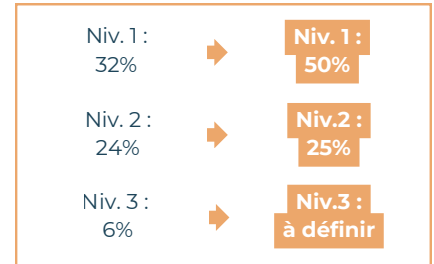 Niv. 1 :
32%
Niv. 1 :
50%
Niv. 2 :
24%
Niv.2 :
25%
Niv. 3 :
6%
Niv.3 :
à définir